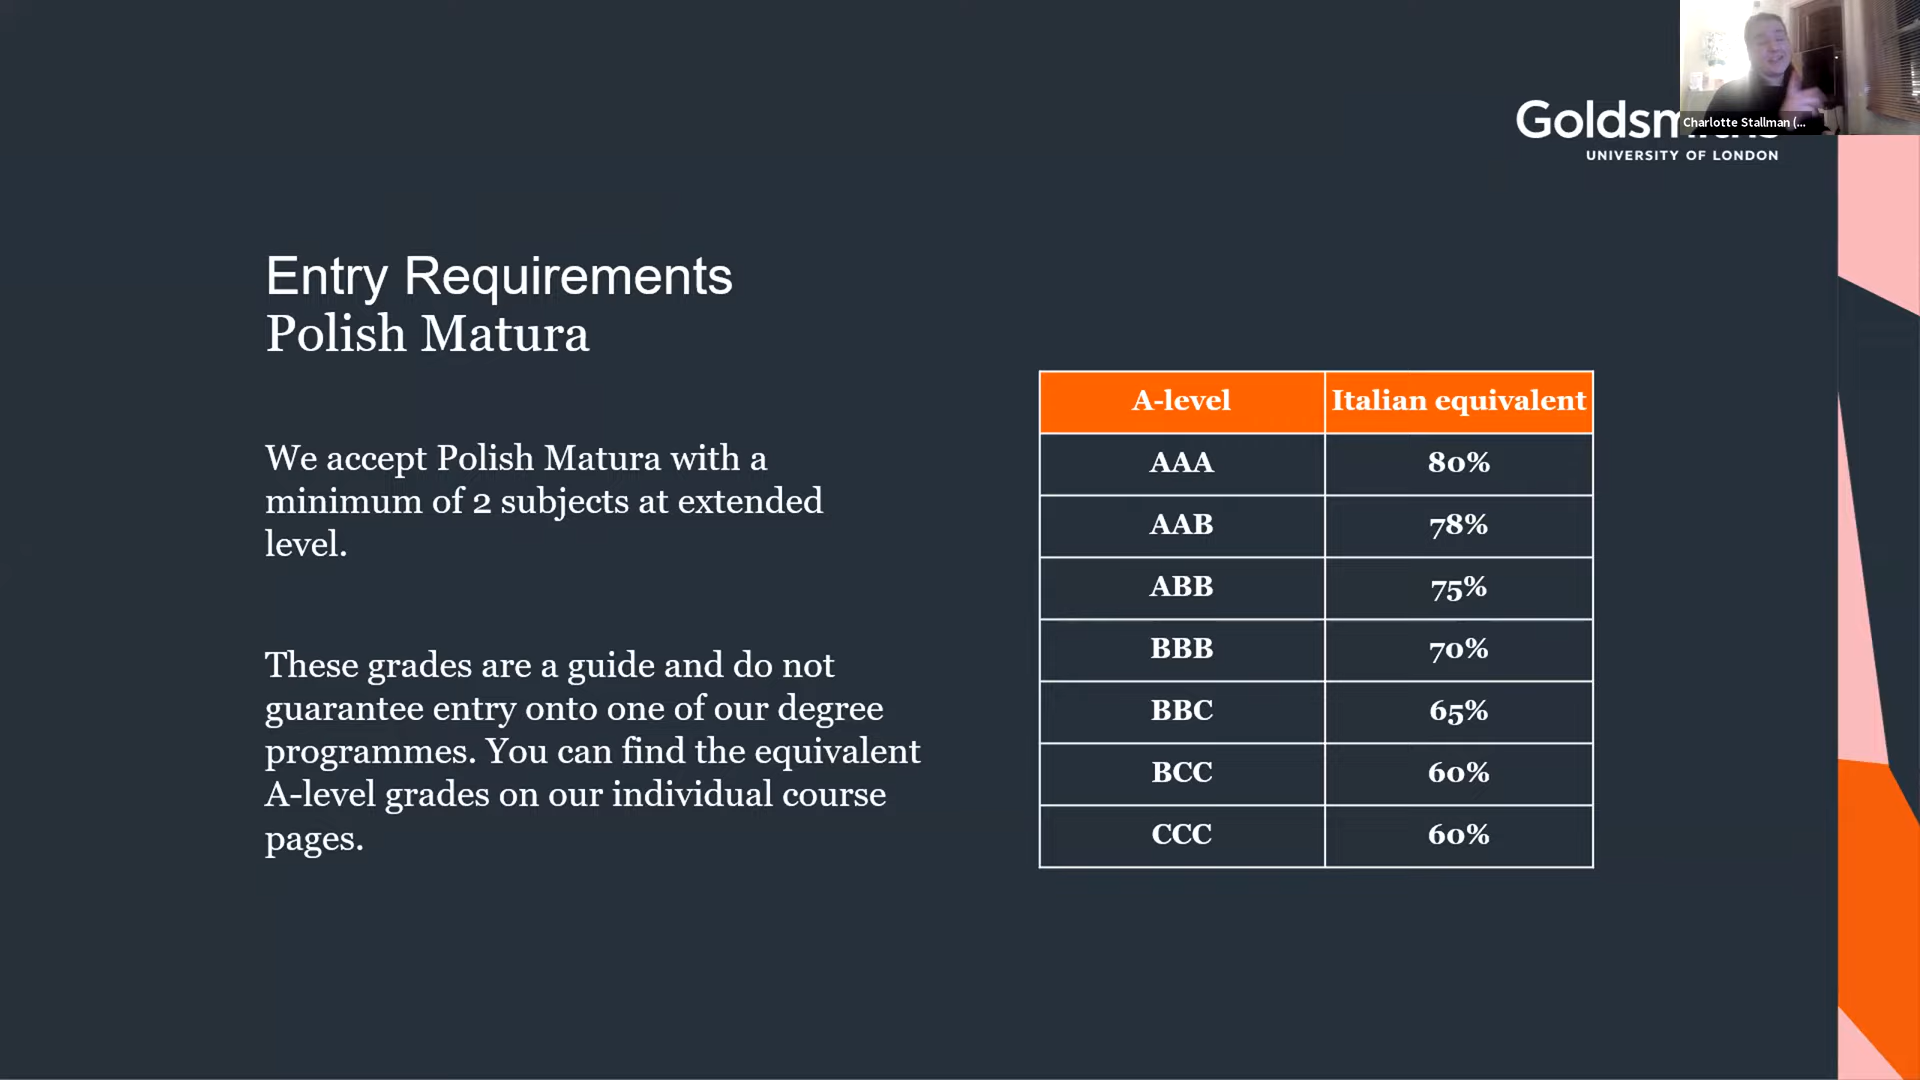 Charlotte Stallman (...
UNIVERSITY OF LONDON
Entry Requirements
Polish Matura
We accept Polish Matura with a
minimum of 2 subjects at extended
level.
These grades are a guide and do not
guarantee entry onto one of our degree
programmes. You can find the equivalent
A-level grades on our individual course
pages.
A-level Italian equivalent
AAA 80%
AAB 78%
ABB 75%
BBB 70%
BBC 65%
BCC 60%
CCC 60%